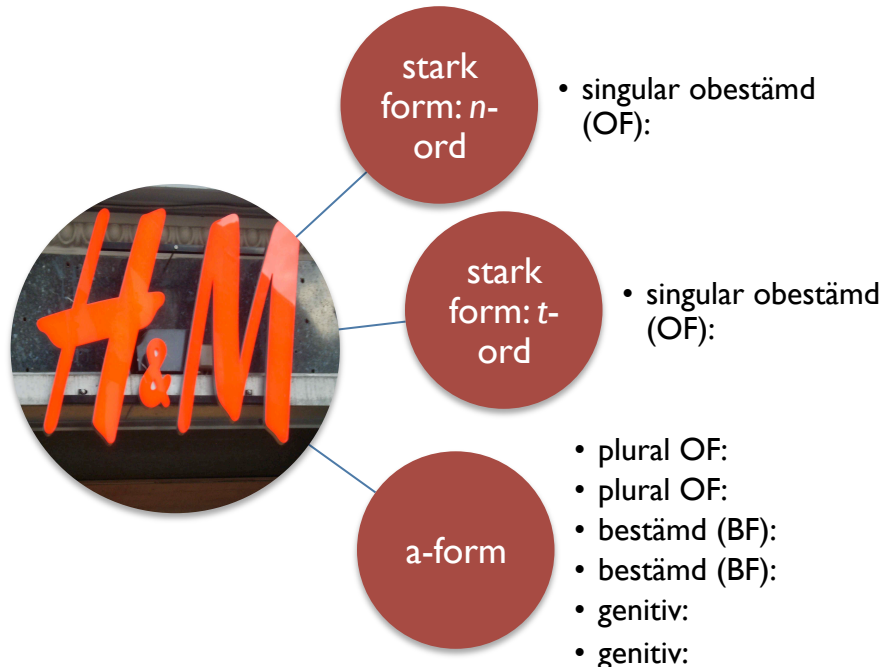 stark
form: n-
ord
• singular obestämd
(OF):
H&M
stark
form: t-
ord
• singular obestämd
(OF):
a-form
• plural OF:
• plural OF:
• bestämd (BF):
• bestämd (BF):
• genitiv:
• genitiv: